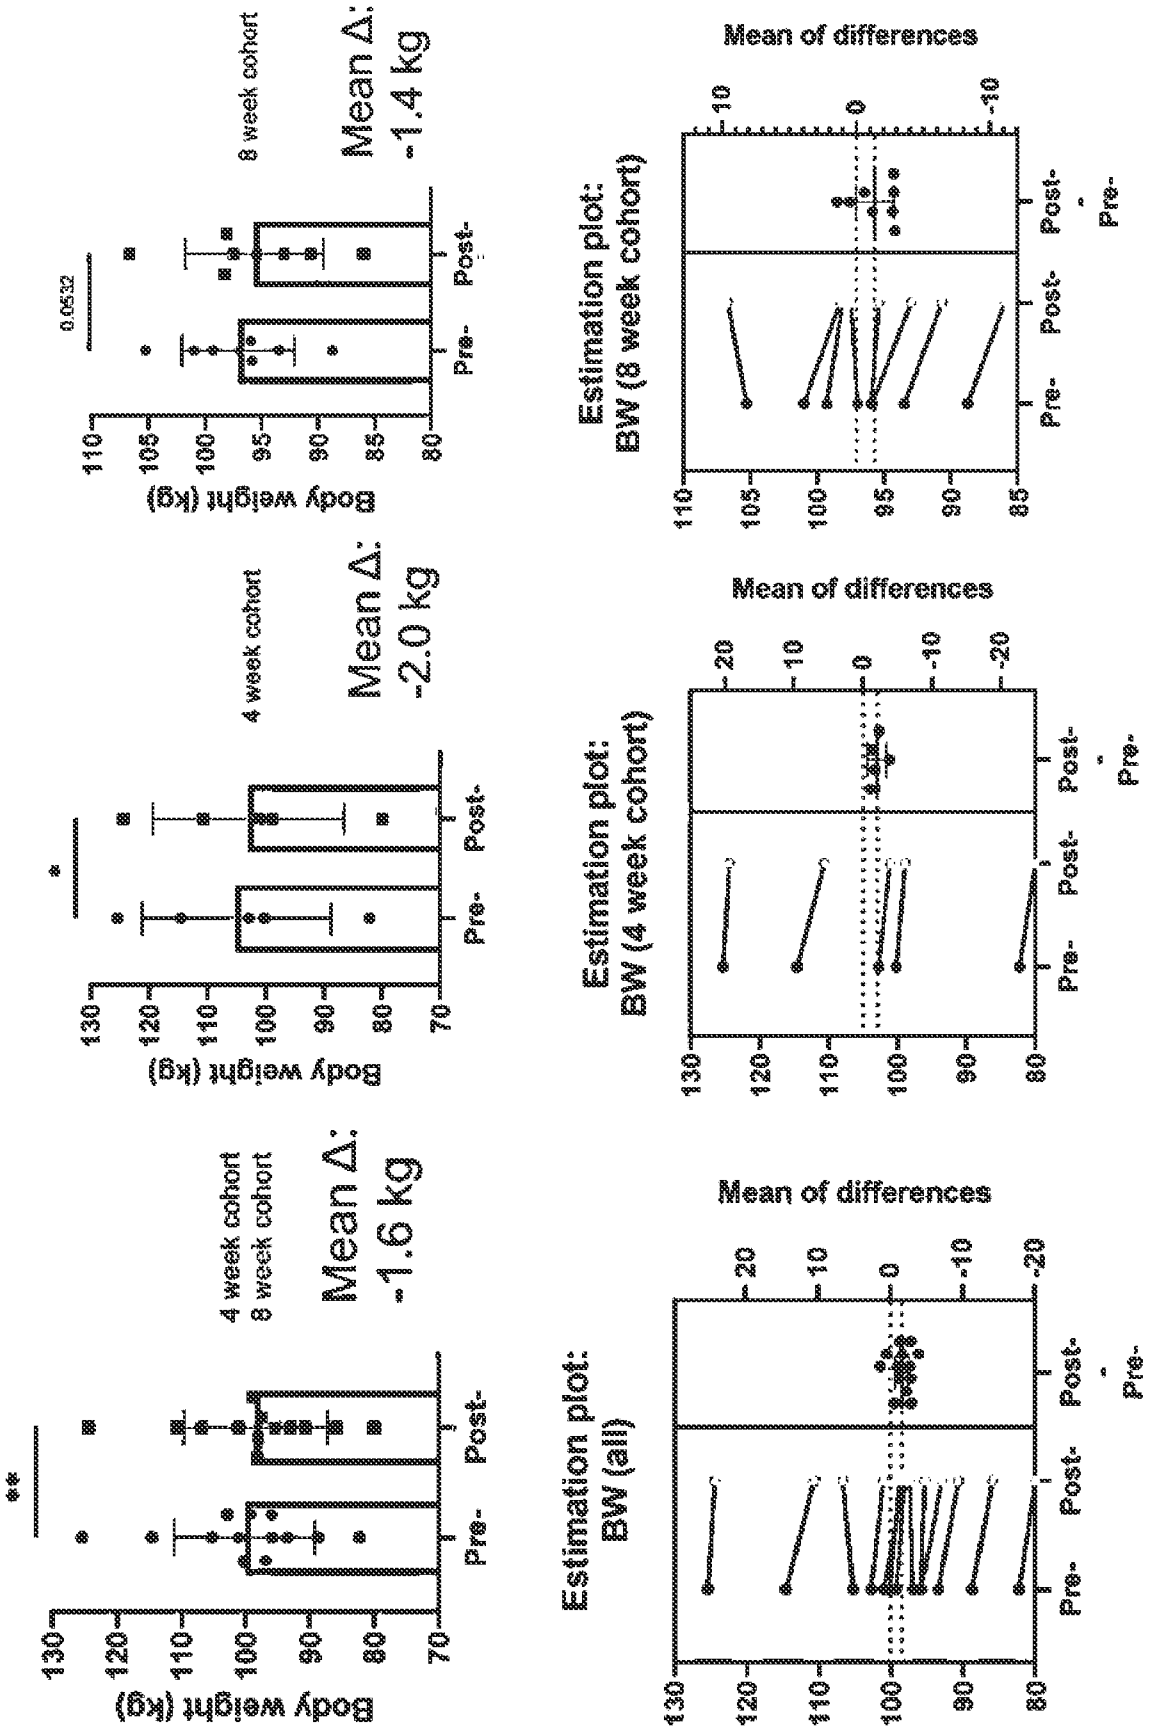 **
Body weight (kg)
130
120
110
100
90
80
70
Pre-
Post-
4 week cohort
8 week cohort
Mean Δ:
-1.6 kg
*
Body weight (kg)
130
120
110
100
90
80
70
Pre-
Post-
4 week cohort
Mean Δ:
-2.0 kg
0.0532
Body weight (kg)
110
105
100
95
90
85
80
Pre-
Post-
8 week cohort
Mean Δ:
-1.4 kg
Estimation plot:
BW (all)
130
120
110
100
90
80
Pre-
Post-
Post-
-
Pre-
20
10
0
-10
-20
Mean of differences
Estimation plot:
BW (4 week cohort)
130
120
110
100
90
80
Pre-
Post-
Post-
-
Pre-
20
10
0
-10
-20
Mean of differences
Estimation plot:
BW (8 week cohort)
110
105
100
95
90
85
Pre-
Post-
Post-
-
Pre-
10
0
-10
Mean of differences